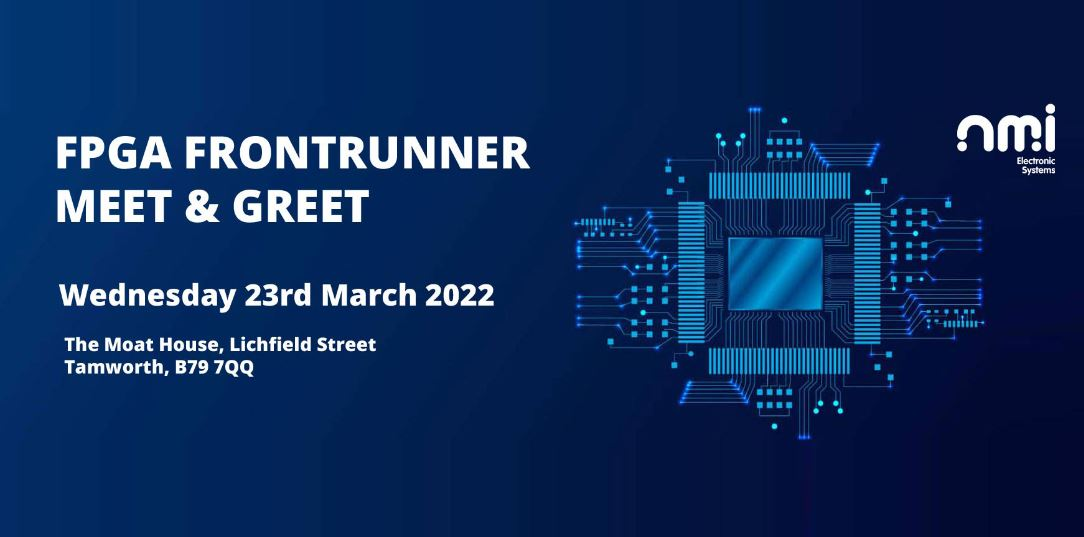 FPGA FRONTRUNNER
MEET & GREET
Wednesday 23rd March 2022
The Moat House, Lichfield Street
Tamworth, B79 7QQ
nmi
Electronic
Systems